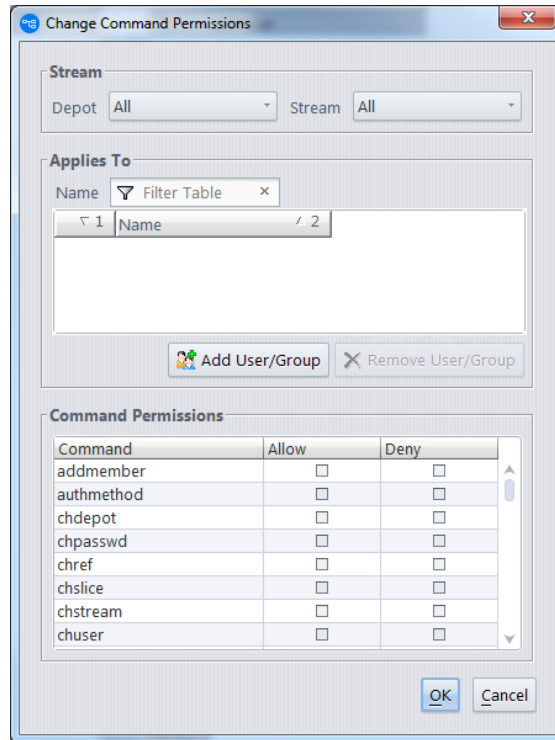 Change Command Permissions
Stream
Depot All Stream All
Applies To
Name Filter Table
1 Name 2
Add User/Group Remove User/Group
Command Permissions
Command Allow Deny
addmember
authmethod
chdepot
chpasswd
chref
chslice
chstream
chuser
OK Cancel